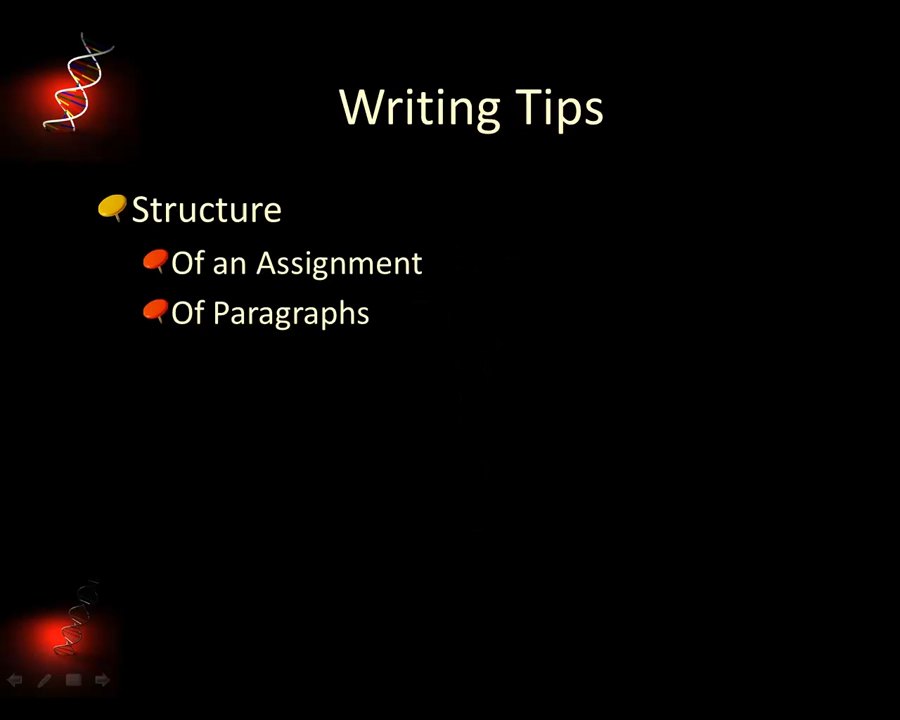 Writing Tips
Structure
Of an Assignment
Of Paragraphs